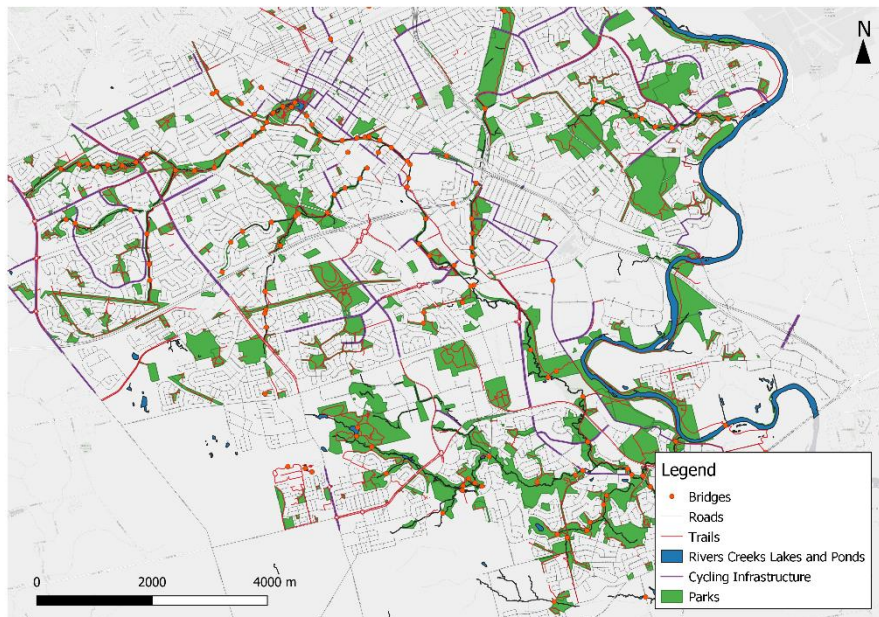 N
Legend
Bridges
Roads
Trails
Rivers Creeks Lakes and Ponds
Cycling Infrastructure
Parks
0 2000 4000 m